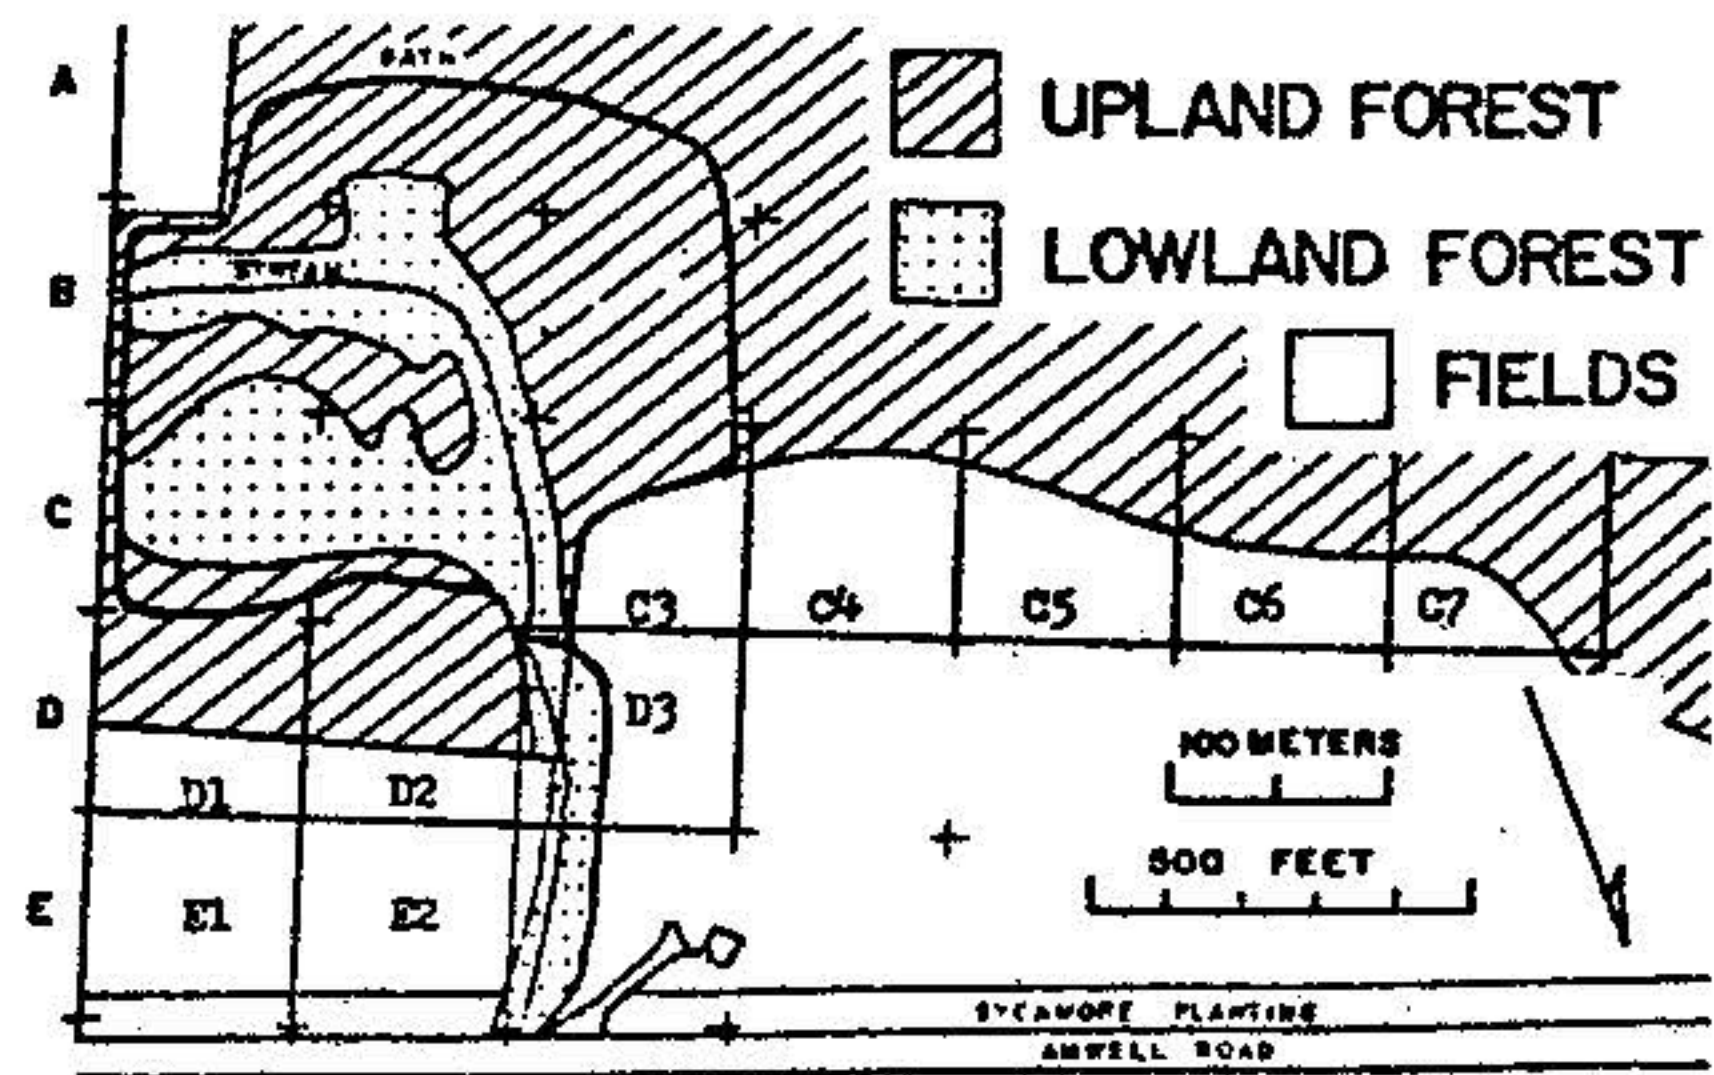 A
PATH
UPLAND FOREST
LOWLAND FOREST
B
STREAM
FIELDS
C
C3 C4 C5 C6 C7
D
D3
100 METERS
D1 D2
500 FEET
E
E1 E2
SYCAMORE PLANTING
AMWELL ROAD